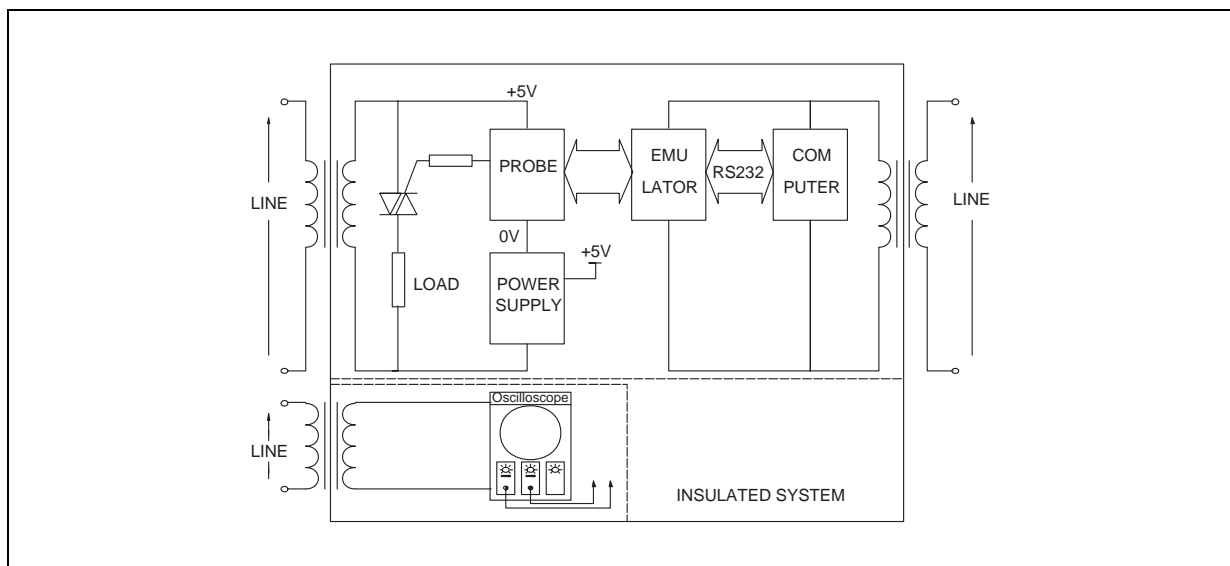 +5V
PROBE
EMU
LATOR
RS232
COM
PUTER
LINE
LINE
0V
+5V
LOAD
POWER
SUPPLY
Oscilloscope
LINE
INSULATED SYSTEM